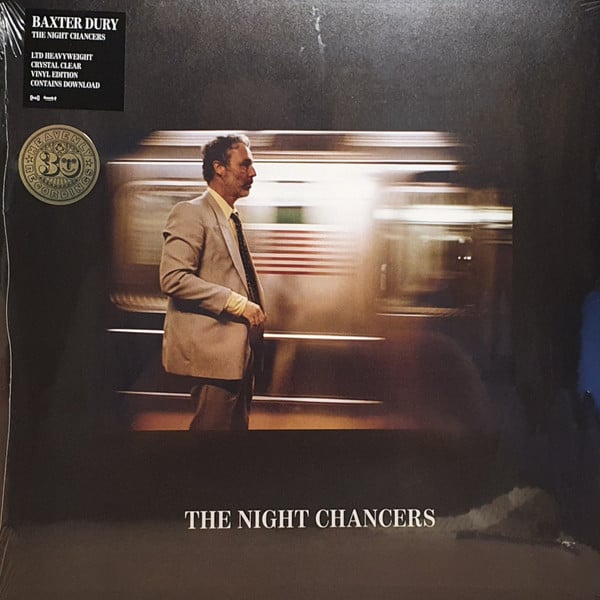 BAXTER DURY
THE NIGHT CHANCERS
LTD HEAVYWEIGHT
CRYSTAL CLEAR
VINYL EDITION
CONTAINS DOWNLOAD
HEAVENLY
30
RECORDINGS
THE NIGHT CHANCERS